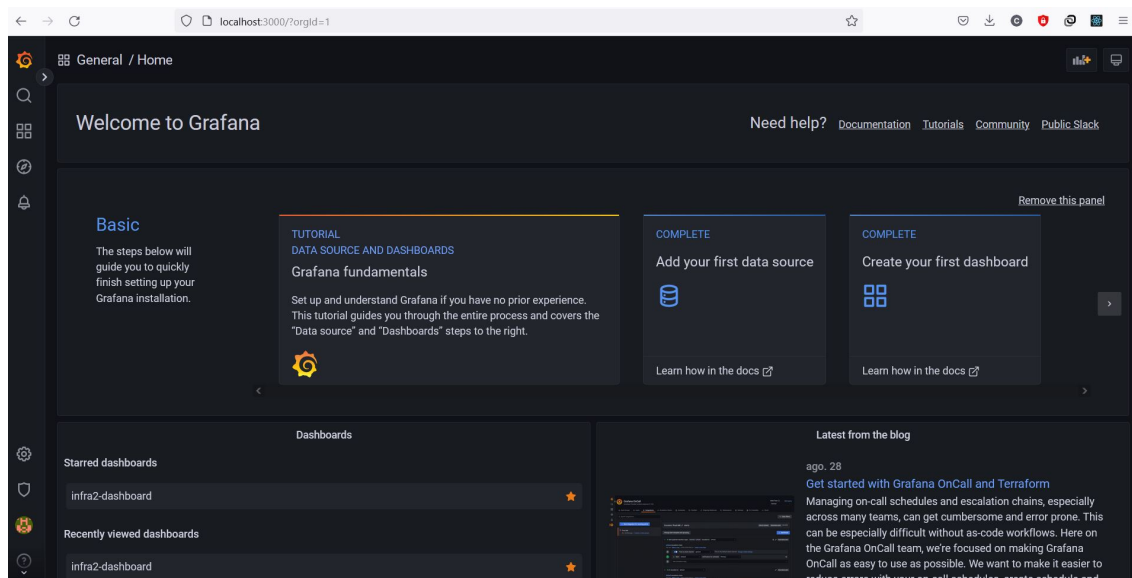 localhost:3000/?orgId=1
General / Home
Welcome to Grafana
Need help? Documentation Tutorials Community Public Slack
Remove this panel
Basic
The steps below will
guide you to quickly
finish setting up your
Grafana installation.
TUTORIAL
DATA SOURCE AND DASHBOARDS
Grafana fundamentals
Set up and understand Grafana if you have no prior experience.
This tutorial guides you through the entire process and covers the
"Data source" and "Dashboards" steps to the right.
COMPLETE
Add your first data source
Learn how in the docs
COMPLETE
Create your first dashboard
Learn how in the docs
Dashboards
Starred dashboards
infra2-dashboard
Recently viewed dashboards
infra2-dashboard
Latest from the blog
ago. 28
Get started with Grafana OnCall and Terraform
Managing on-call schedules and escalation chains, especially
across many teams, can get cumbersome and error prone. This
can be especially difficult without as-code workflows. Here on
the Grafana OnCall team, we're focused on making Grafana
OnCall as easy to use as possible. We want to make it easier to